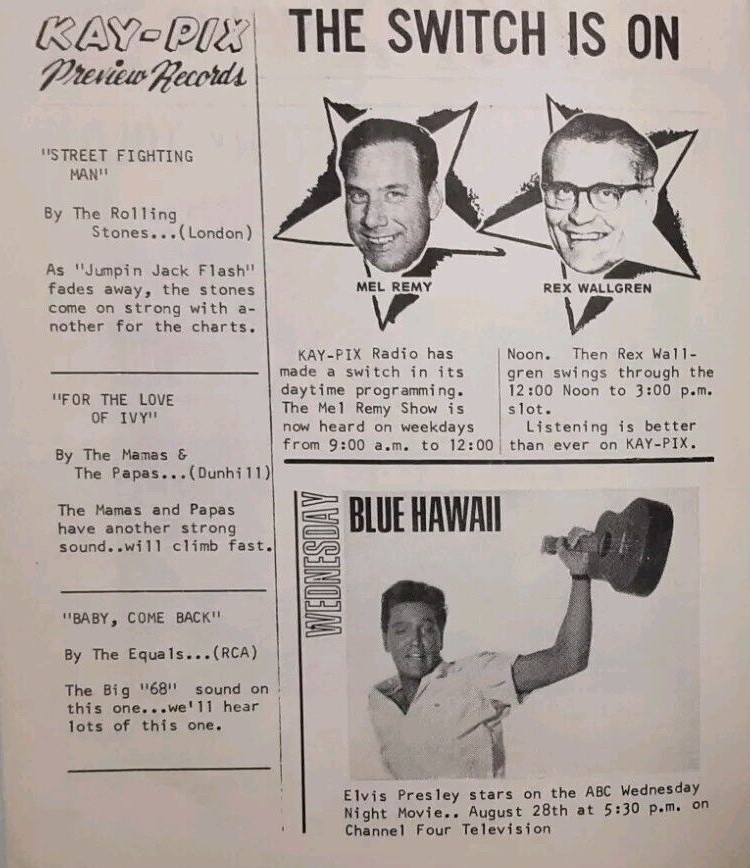 KAY-PIX
Preview Records
"STREET FIGHTING
MAN"
By The Rolling
Stones...(London)
As "Jumpin Jack Flash"
fades away, the stones
come on strong with a-
nother for the charts.
"FOR THE LOVE
OF IVY"
By The Mamas &
The Papas...(Dunhill)
The Mamas and Papas
have another strong
sound..will climb fast.
"BABY, COME BACK"
By The Equals...(RCA)
The Big "68" sound on
this one...we'll hear
lots of this one.
THE SWITCH IS ON
MEL REMY
REX WALLGREN
KAY-PIX Radio has
made a switch in its
daytime programming.
The Mel Remy Show is
now heard on weekdays
from 9:00 a.m. to 12:00
Noon. Then Rex Wall-
gren swings through the
12:00 Noon to 3:00 p.m.
slot.
Listening is better
than ever on KAY-PIX.
WEDNESDAY
BLUE HAWAII
Elvis Presley stars on the ABC Wednesday
Night Movie.. August 28th at 5:30 p.m. on
Channel Four Television